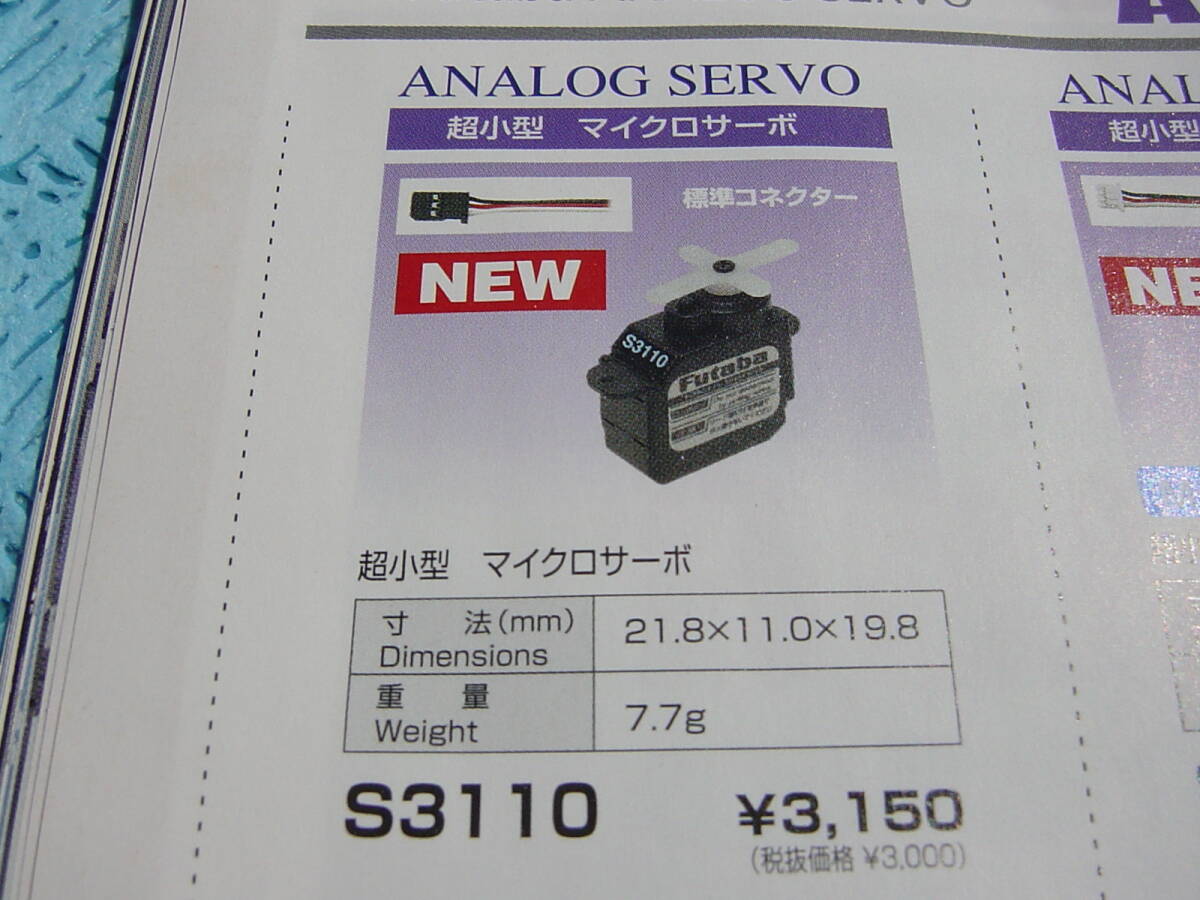 SERVO
ANALOG SERVO
超小型 マイクロサーボ
標準コネクター
NEW
S3110
Futaba
超小型 マイクロサーボ
寸 法(mm)
Dimensions
21.8×11.0×19.8
重 量
Weight
7.7g
S3110
¥3,150
(税抜価格 ¥3,000)
ANAL
超小型
NE